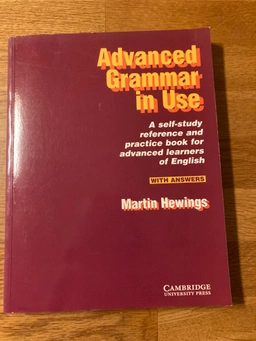 Advanced
Grammar
in Use
A self-study
reference and
practice book for
advanced learners
of English
WITH ANSWERS
Martin Hewings
CAMBRIDGE
UNIVERSITY PRESS